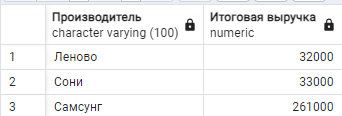 Производитель Итоговая выручка
character varying (100) numeric
1 Леново 32000
2 Сони 33000
3 Самсунг 261000